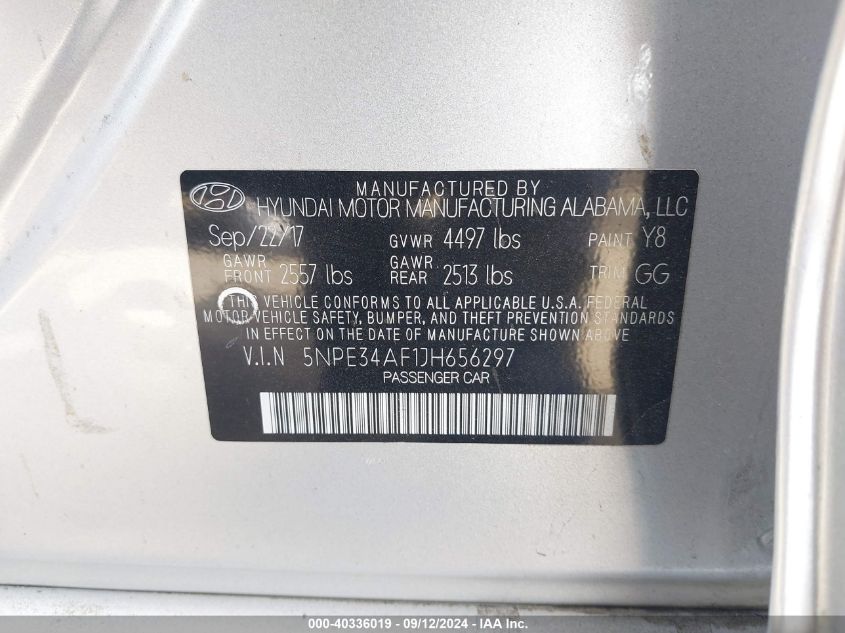 MANUFACTURED BY
HYUNDAI MOTOR MANUFACTURING ALABAMA, LLC
Sep/22/17 GVWR 4497 lbs PAINT Y8
GAWR FRONT 2557 lbs GAWR REAR 2513 lbs TRIM GG
THIS VEHICLE CONFORMS TO ALL APPLICABLE U.S.A. FEDERAL
MOTOR VEHICLE SAFETY, BUMPER, AND THEFT PREVENTION STANDARDS
IN EFFECT ON THE DATE OF MANUFACTURE SHOWN ABOVE
V.I.N 5NPE34AF1JH656297
PASSENGER CAR
000-40336019 - 09/12/2024 - IAA Inc.